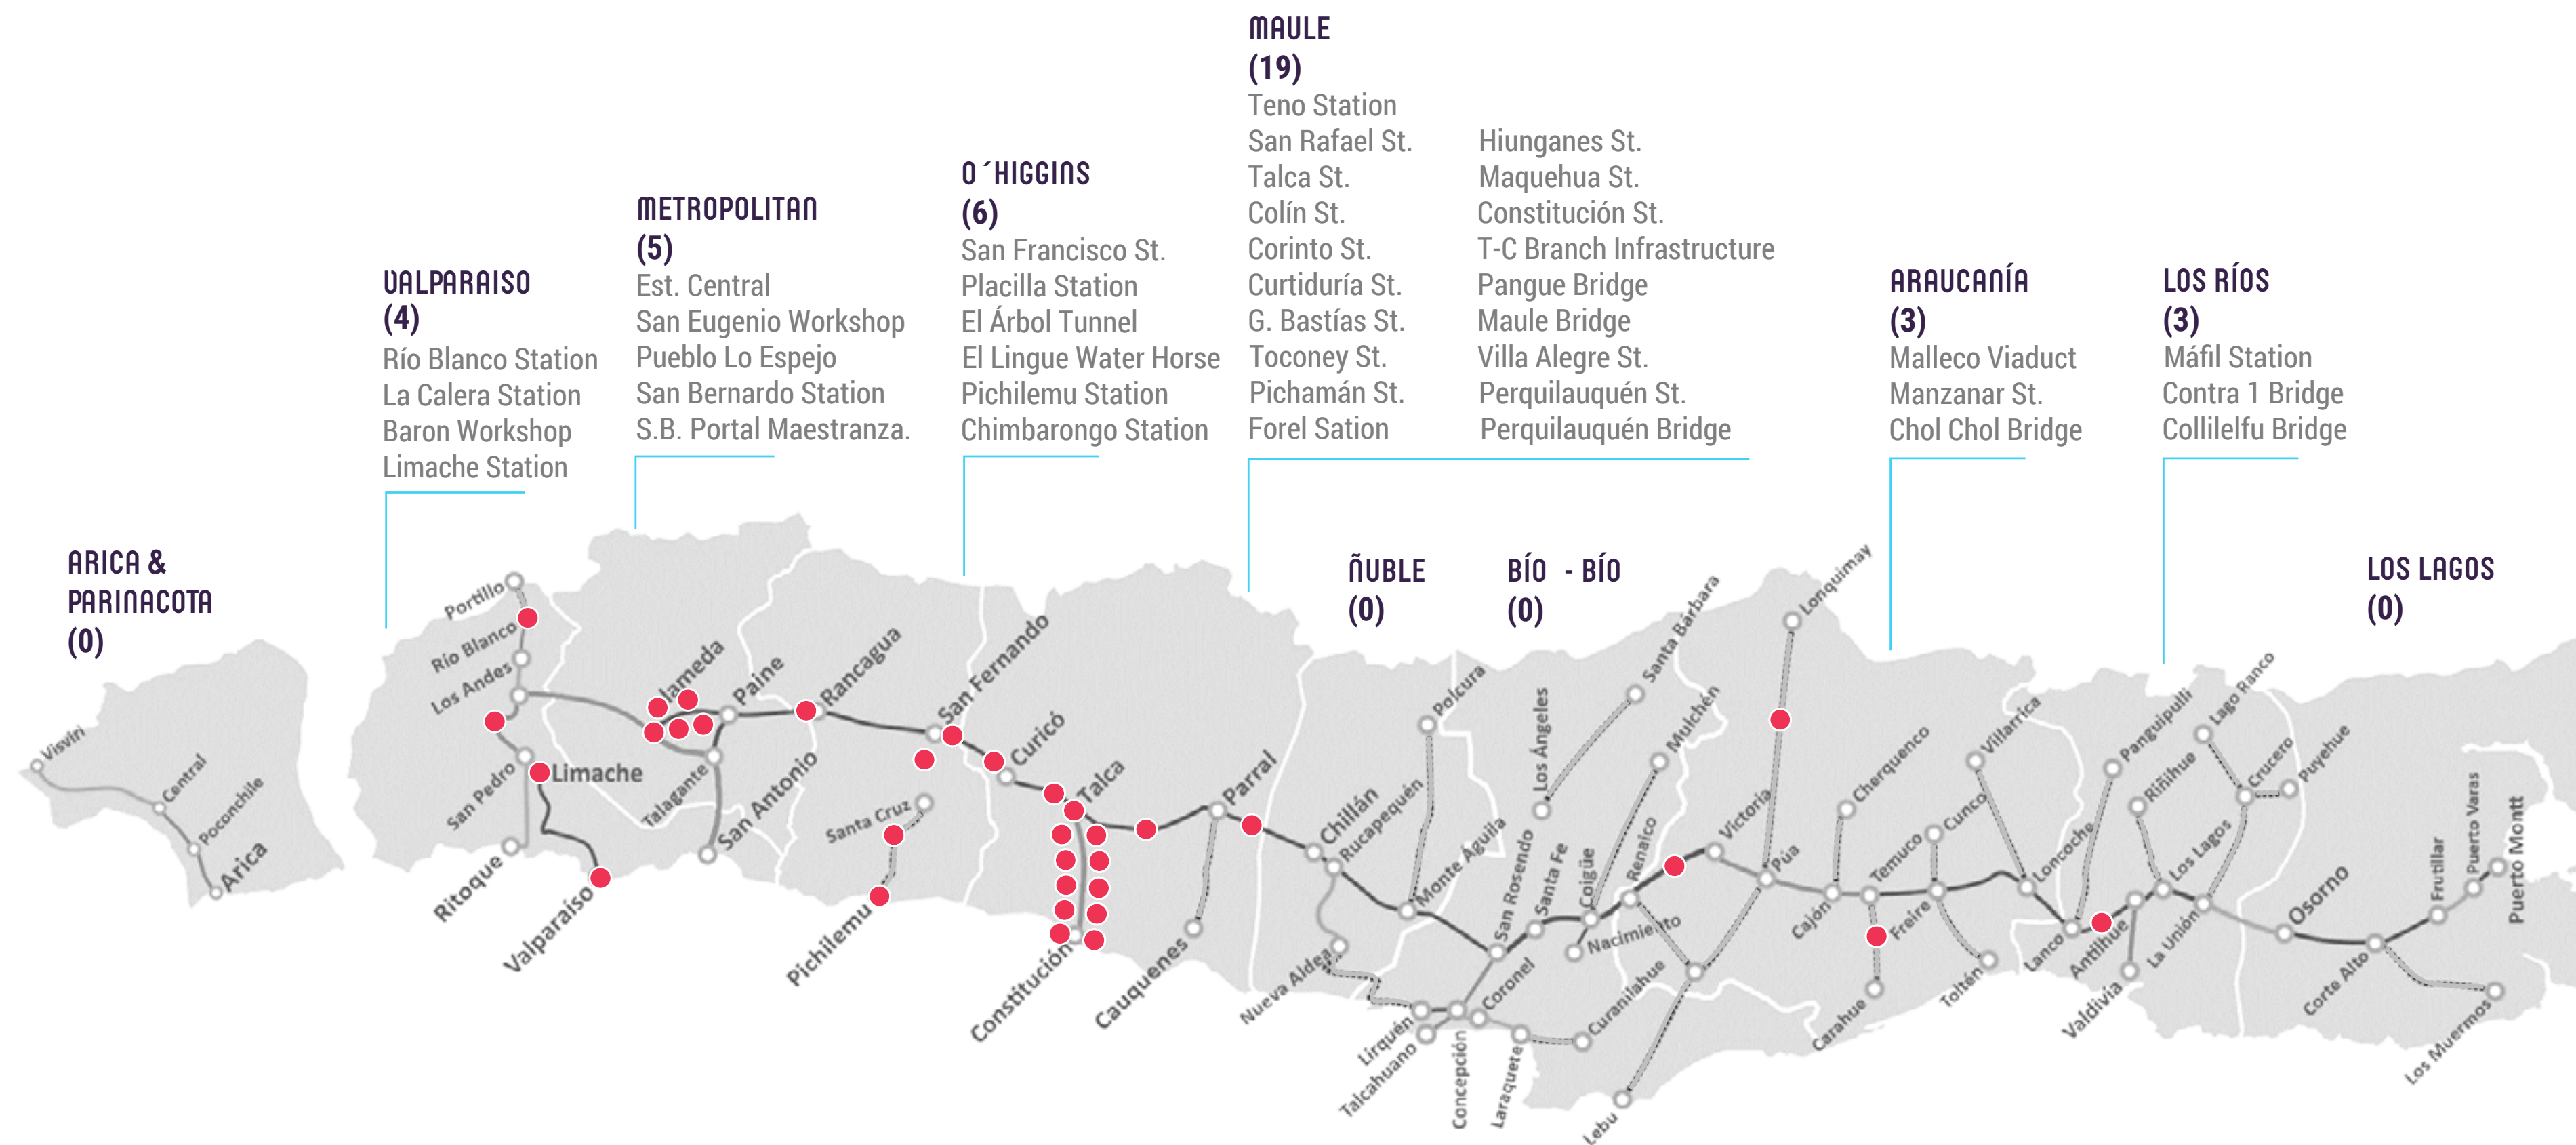 ARICA &
PARINACOTA
(0)
VALPARAISO
(4)
Río Blanco Station
La Calera Station
Baron Workshop
Limache Station
METROPOLITAN
(5)
Est. Central
San Eugenio Workshop
Pueblo Lo Espejo
San Bernardo Station
S.B. Portal Maestranza.
O´HIGGINS
(6)
San Francisco St.
Placilla Station
El Árbol Tunnel
El Lingue Water Horse
Pichilemu Station
Chimbarongo Station
MAULE
(19)
Teno Station
San Rafael St.
Talca St.
Colín St.
Corinto St.
Curtiduría St.
G. Bastías St.
Toconey St.
Pichamán St.
Forel Sation
Hiunganes St.
Maquehua St.
Constitución St.
T-C Branch Infrastructure
Pangue Bridge
Maule Bridge
Villa Alegre St.
Perquilauquén St.
Perquilauquén Bridge
ÑUBLE
(0)
BÍO - BÍO
(0)
ARAUCANÍA
(3)
Malleco Viaduct
Manzanar St.
Chol Chol Bridge
LOS RÍOS
(3)
Máfil Station
Contra 1 Bridge
Collilelfu Bridge
LOS LAGOS
(0)
Visviri
Central
Poconchile
Arica
Portillo
Río Blanco
Los Andes
San Pedro
Limache
Ritoque
Valparaíso
lameda
Paine
Talagante
San Antonio
Rancagua
San Fernando
Santa Cruz
Pichilemu
Curicó
Talca
Constitución
Parral
Cauquenes
Chillán
Rucapequén
Nueva Aldea
Polcura
Monte Aguila
Lirquén
Talcahuano
Concepción
Coronel
Laraquete
Curanilahue
San Rosendo
Santa Fe
Los Ángeles
Santa Bárbara
Coigüe
Mulchén
Nacimiento
Renaico
Lebu
Victoria
Lonquimay
Púa
Cajón
Cherquenco
Temuco
Carahue
Freire
Cunco
Toltén
Villarrica
Loncoche
Lanco
Panguipulli
Antilhue
Valdivia
Riñihue
Los Lagos
La Unión
Lago Ranco
Crucero
Puyehue
Osorno
Corte Alto
Los Muermos
Frutillar
Puerto Varas
Puerto Montt